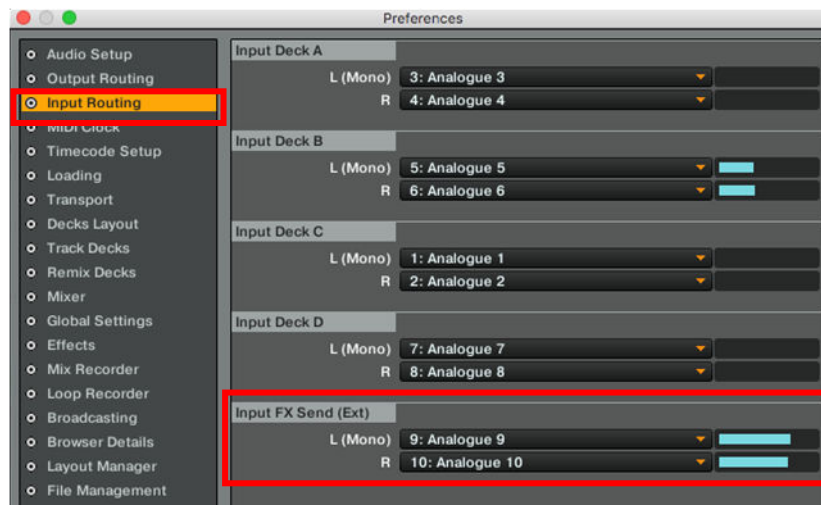 Preferences
Audio Setup
Output Routing
Input Routing
MIDI Clock
Timecode Setup
Loading
Transport
Decks Layout
Track Decks
Remix Decks
Mixer
Global Settings
Effects
Mix Recorder
Loop Recorder
Broadcasting
Browser Details
Layout Manager
File Management
Input Deck A
L (Mono) 3: Analogue 3
R 4: Analogue 4
Input Deck B
L (Mono) 5: Analogue 5
R 6: Analogue 6
Input Deck C
L (Mono) 1: Analogue 1
R 2: Analogue 2
Input Deck D
L (Mono) 7: Analogue 7
R 8: Analogue 8
Input FX Send (Ext)
L (Mono) 9: Analogue 9
R 10: Analogue 10